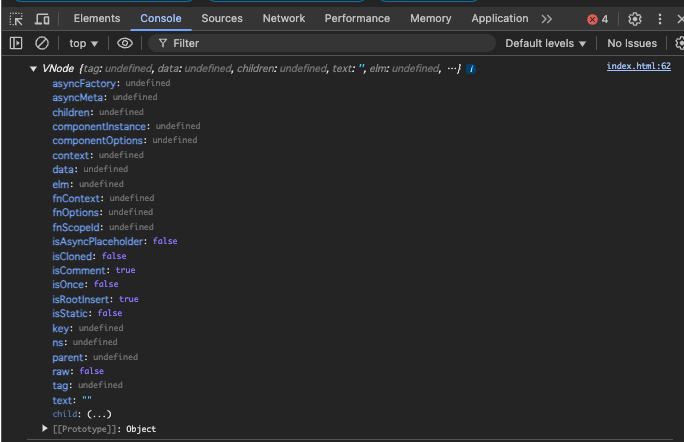 Elements Console Sources Network Performance Memory Application 4
top Filter Default levels No Issues
VNode {tag: undefined, data: undefined, children: undefined, text: '', elm: undefined, …} i index.html:62
asyncFactory: undefined
asyncMeta: undefined
children: undefined
componentInstance: undefined
componentOptions: undefined
context: undefined
data: undefined
elm: undefined
fnContext: undefined
fnOptions: undefined
fnScopeId: undefined
isAsyncPlaceholder: false
isCloned: false
isComment: true
isOnce: false
isRootInsert: true
isStatic: false
key: undefined
ns: undefined
parent: undefined
raw: false
tag: undefined
text: ""
child: (...)
[[Prototype]]: Object